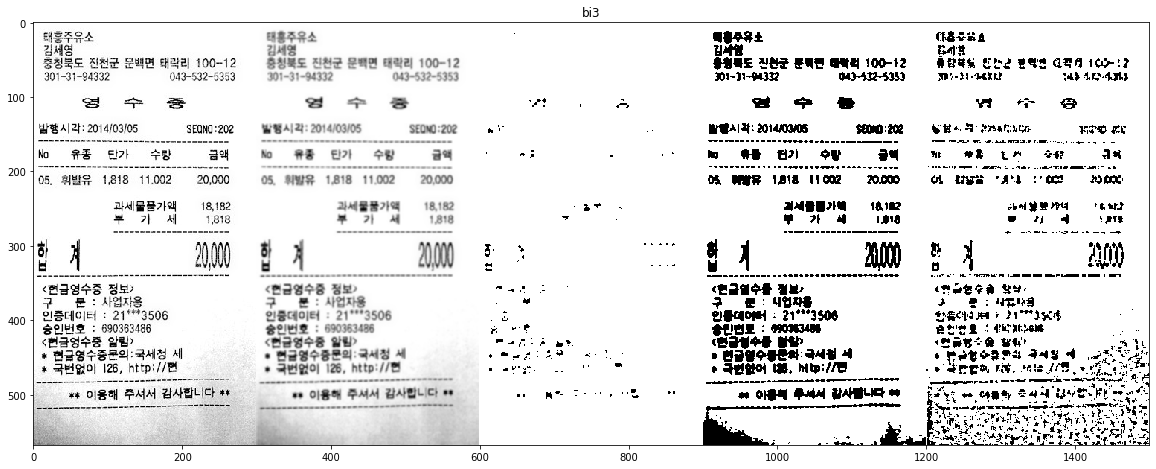 bi3
0
100
200
300
400
500
태흥주유소
김세영
충청북도 진천군 문백면 태락리 100-12
301-31-94332 043-532-5353
영 수 증
발행시각:2014/03/05 SEQNO:202
No 유종 단가 수량 금액
05. 휘발유 1,818 11.002 20,000
과세물품가액 18,182
부 가 세 1,818
합 계 20,000
<현금영수증 정보>
구 분 : 사업자용
인증데이터 : 21***3506
승인번호 : 690363486
<현금영수증 알림>
* 현금영수증문의:국세청 세
* 국번없이 126, http://현
** 이용해 주셔서 감사합니다 **
태흥주유소
김세영
충청북도 진천군 문백면 태락리 100-12
301-31-94332 043-532-5353
영 수 증
발행시각:2014/03/05 SEQNO:202
No 유종 단가 수량 금액
05. 휘발유 1,818 11.002 20,000
과세물품가액 18,182
부 가 세 1,818
합 계 20,000
<현금영수증 정보>
구 분 : 사업자용
인증데이터 : 21***3506
승인번호 : 690363486
<현금영수증 알림>
* 현금영수증문의:국세청 세
* 국번없이 126, http://현
** 이용해 주셔서 감사합니다 **
태흥주유소
김세영
충청북도 진천군 문백면 태락리 100-12
301-31-94332 043-532-5353
영 수 증
발행시각:2014/03/05 SEQNO:202
No 유종 단가 수량 금액
05. 휘발유 1,818 11.002 20,000
과세물품가액 18,182
부 가 세 1,818
합 계 20,000
<현금영수증 정보>
구 분 : 사업자용
인증데이터 : 21***3506
승인번호 : 690363486
<현금영수증 알림>
* 현금영수증문의:국세청 세
* 국번없이 126, http://현
** 이용해 주셔서 감사합니다 **
100-12
영 수 증
20,000
부 가 세 1,818
합 계 20,000
0 200 400 600 800 1000 1200 1400